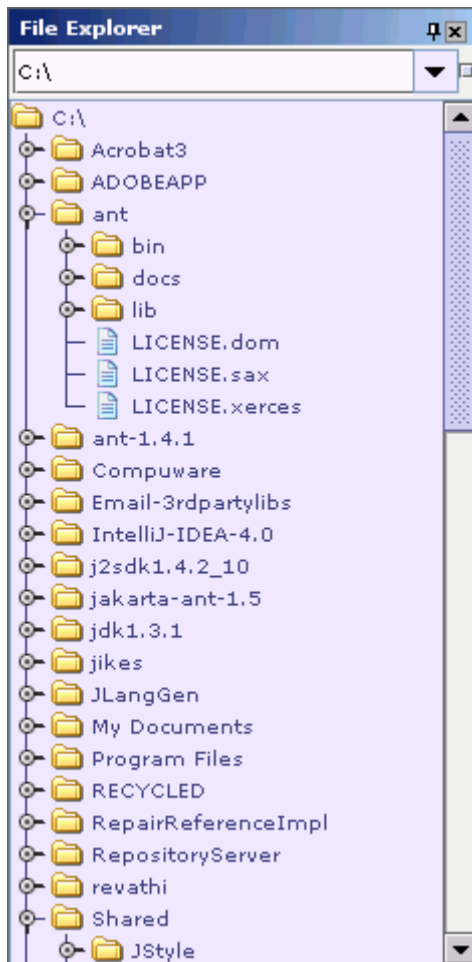 File Explorer
C:\
C:\
Acrobat3
ADOBEAPP
ant
bin
docs
lib
LICENSE.dom
LICENSE.sax
LICENSE.xerces
ant-1.4.1
Compuware
Email-3rdpartylibs
IntelliJ-IDEA-4.0
j2sdk1.4.2_10
jakarta-ant-1.5
jdk1.3.1
jikes
JLangGen
My Documents
Program Files
RECYCLED
RepairReferenceImpl
RepositoryServer
revathi
Shared
JStyle